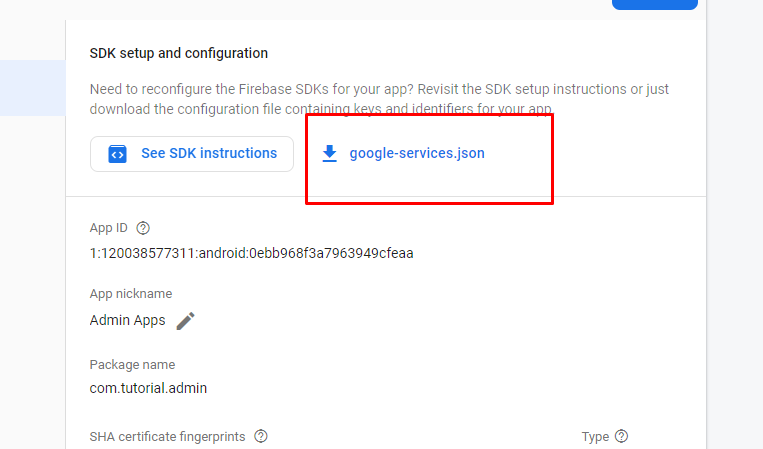 SDK setup and configuration
Need to reconfigure the Firebase SDKs for your app? Revisit the SDK setup instructions or just
download the configuration file containing keys and identifiers for your app
See SDK instructions
google-services.json
App ID
1:120038577311:android:0ebb968f3a7963949cfeaa
App nickname
Admin Apps
Package name
com.tutorial.admin
SHA certificate fingerprints Type